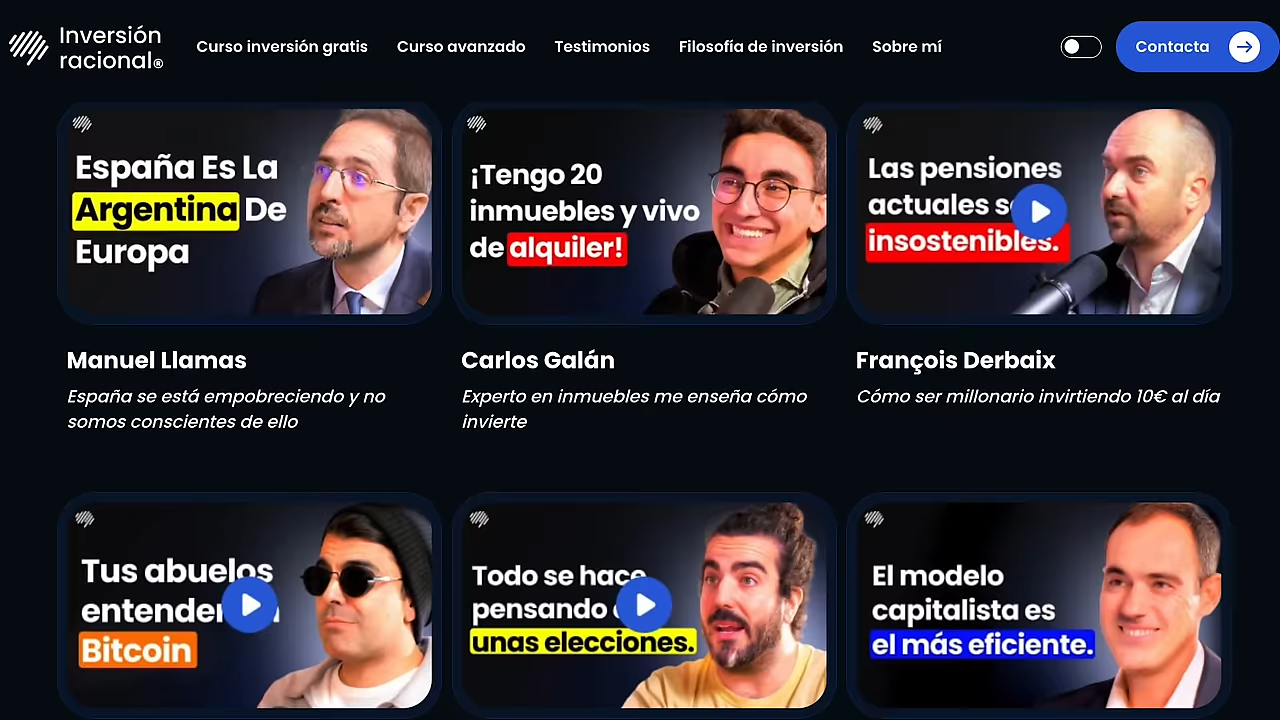 Inversión
racional®
Curso inversión gratis
Curso avanzado
Testimonios
Filosofía de inversión
Sobre mí
Contacta
España Es La
Argentina De
Europa
¡Tengo 20
inmuebles y vivo
de alquiler!
Las pensiones
actuales
insostenibles.
Manuel Llamas
España se está empobreciendo y no
somos conscientes de ello
Carlos Galán
Experto en inmuebles me enseña cómo
invierte
François Derbaix
Cómo ser millonario invirtiendo 10€ al día
Tus abuelos
Bitcoin
Todo se hace
pensando
unas elecciones.
El modelo
capitalista es
el más eficiente.